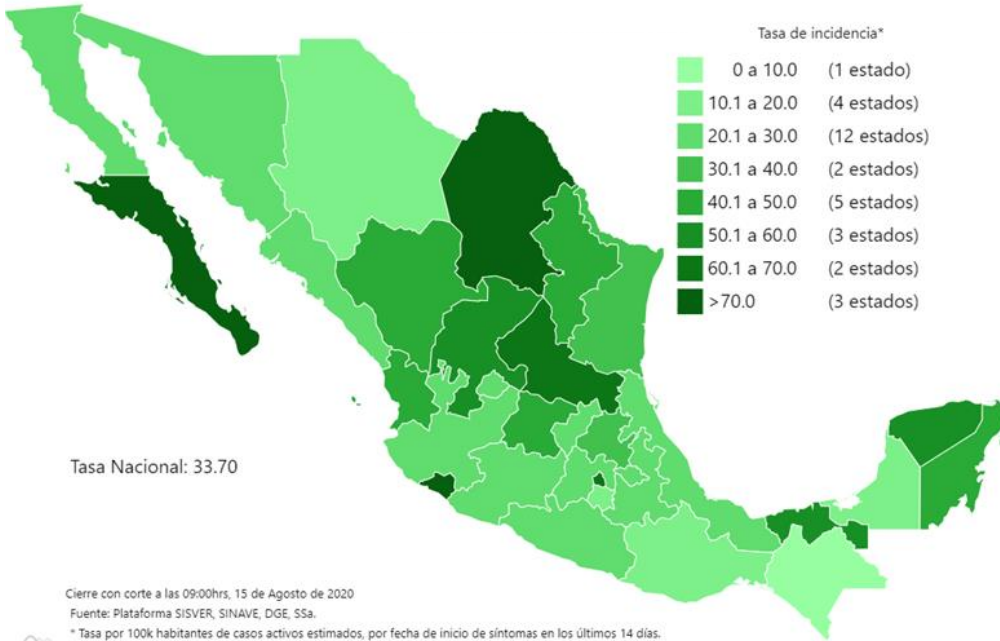 Tasa de incidencia*
0 a 10.0 (1 estado)
10.1 a 20.0 (4 estados)
20.1 a 30.0 (12 estados)
30.1 a 40.0 (2 estados)
40.1 a 50.0 (5 estados)
50.1 a 60.0 (3 estados)
60.1 a 70.0 (2 estados)
>70.0 (3 estados)
Tasa Nacional: 33.70
Cierre con corte a las 09:00hrs, 15 de Agosto de 2020
Fuente: Plataforma SISVER, SINAVE, DGE, SSa.
* Tasa por 100k habitantes de casos activos estimados, por fecha de inicio de síntomas en los últimos 14 días.